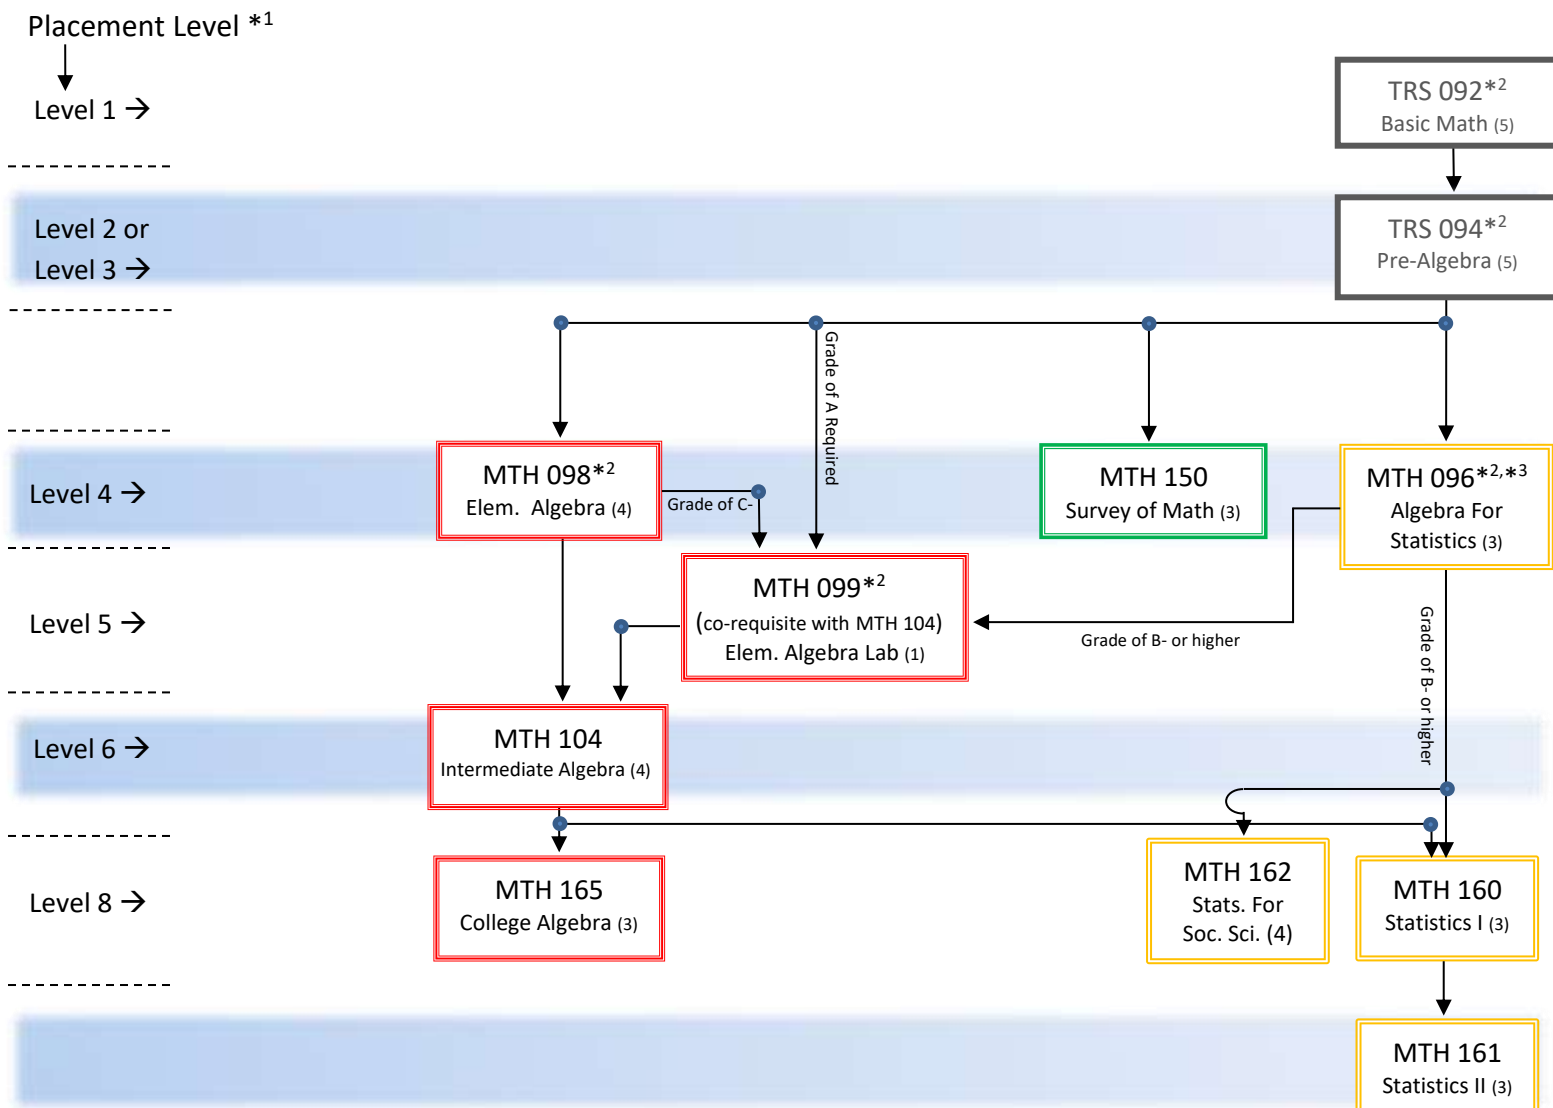 Placement Level *1
Level 1 →
TRS 092*2
Basic Math (5)
Level 2 or
Level 3 →
TRS 094*2
Pre-Algebra (5)
Grade of A Required
Level 4 →
MTH 098*2
Elem.  Algebra (4)
Grade of C-
MTH 150
Survey of Math (3)
MTH 096*2,*3
Algebra For
Statistics (3)
Level 5 →
MTH 099*2
(co-requisite with MTH 104)
Elem. Algebra Lab (1)
Grade of B- or higher
Grade of B- or higher
Level 6 →
MTH 104
Intermediate Algebra (4)
Level 8 →
MTH 165
College Algebra (3)
MTH 162
Stats. For
Soc. Sci. (4)
MTH 160
Statistics I (3)
MTH 161
Statistics II (3)